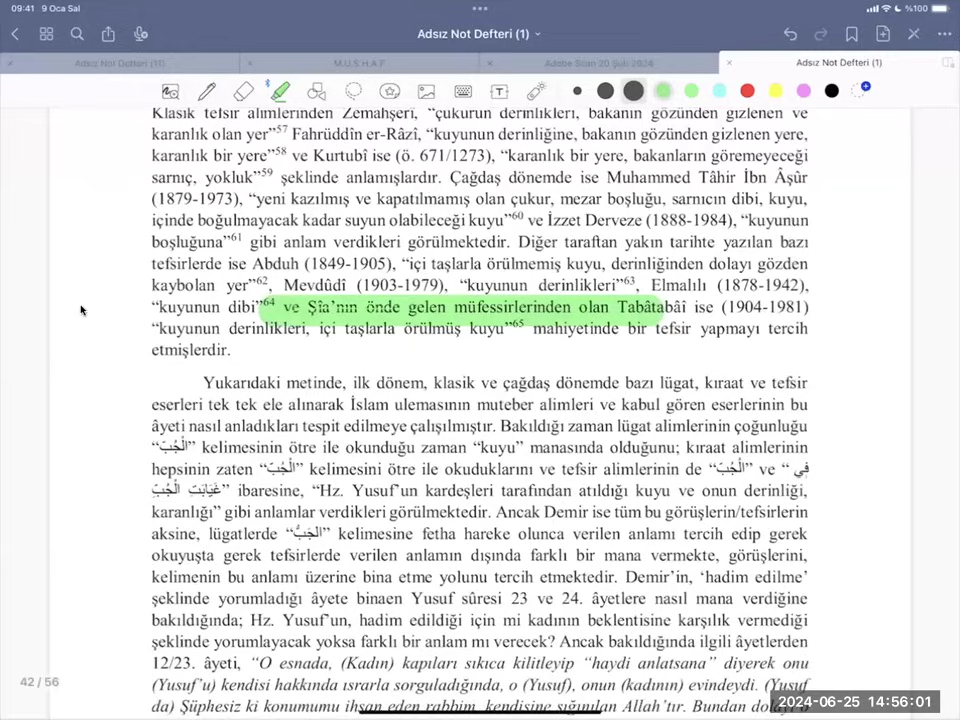 09:41 9 Oca Sal
%100
Adsız Not Defteri (1)
Adsız Not Defteri (11)
M.U.S.H.A.F
Adobe Scan 20 Şub 2024
Adsız Not Defteri (1)
Klasik tefsir alimlerinden Zemahşerî, “çukurun derinlikleri, bakanın gözünden gizlenen ve
karanlık olan yer”57 Fahrüddîn er-Râzî, “kuyunun derinliğine, bakanın gözünden gizlenen yere,
karanlık bir yere”58 ve Kurtubî ise (ö. 671/1273), “karanlık bir yere, bakanların göremeyeceği
sarnıç, yokluk”59 şeklinde anlamışlardır. Çağdaş dönemde ise Muhammed Tâhir İbn Âşûr
(1879-1973), “yeni kazılmış ve kapatılmamış olan çukur, mezar boşluğu, sarnıcın dibi, kuyu,
içinde boğulmayacak kadar suyun olabileceği kuyu”60 ve İzzet Derveze (1888-1984), “kuyunun
boşluğuna”61 gibi anlam verdikleri görülmektedir. Diğer taraftan yakın tarihte yazılan bazı
tefsirlerde ise Abduh (1849-1905), “içi taşlarla örülmemiş kuyu, derinliğinden dolayı gözden
kaybolan yer”62, Mevdûdî (1903-1979), “kuyunun derinlikleri”63, Elmalılı (1878-1942),
“kuyunun dibi”64 ve Şîa’nın önde gelen müfessirlerinden olan Tabâtabâî ise (1904-1981)
“kuyunun derinlikleri, içi taşlarla örülmüş kuyu”65 mahiyetinde bir tefsir yapmayı tercih
etmişlerdir.
Yukarıdaki metinde, ilk dönem, klasik ve çağdaş dönemde bazı lügat, kıraat ve tefsir
eserleri tek tek ele alınarak İslam ulemasının muteber alimleri ve kabul gören eserlerinin bu
âyeti nasıl anladıkları tespit edilmeye çalışılmıştır. Bakıldığı zaman lügat alimlerinin çoğunluğu
“الْجُبّ” kelimesinin ötre ile okunduğu zaman “kuyu” manasında olduğunu; kıraat alimlerinin
hepsinin zaten “الْجُبّ” kelimesini ötre ile okuduklarını ve tefsir alimlerinin de “الْجُبّ” ve “ فِي
غَيَابَتِ الْجُبِّ” ibaresine, “Hz. Yusuf’un kardeşleri tarafından atıldığı kuyu ve onun derinliği,
karanlığı” gibi anlamlar verdikleri görülmektedir. Ancak Demir ise tüm bu görüşlerin/tefsirlerin
aksine, lügatlerde “الْجَبُّ” kelimesine fetha hareke olunca verilen anlamı tercih edip gerek
okuyuşta gerek tefsirlerde verilen anlamın dışında farklı bir mana vermekte, görüşlerini,
kelimenin bu anlamı üzerine bina etme yolunu tercih etmektedir. Demir’in, ‘hadim edilme’
şeklinde yorumladığı âyete binaen Yusuf sûresi 23 ve 24. âyetlere nasıl mana verdiğine
bakıldığında; Hz. Yusuf’un, hadim edildiği için mi kadının beklentisine karşılık vermediği
şeklinde yorumlayacak yoksa farklı bir anlam mı verecek? Ancak bakıldığında ilgili âyetlerden
12/23. âyeti, “O esnada, (Kadın) kapıları sıkıca kilitleyip “haydi anlatsana” diyerek onu
(Yusuf’u) kendisi hakkında ısrarla sorguladığında, o (Yusuf), onun (kadının) evindeydi. (Yusuf
da) Şüphesiz ki konumumu ihsan eden rabbim, kendisine sığınılan Allah’tır. Bundan
42 / 56
2024-06-25 14:56:01